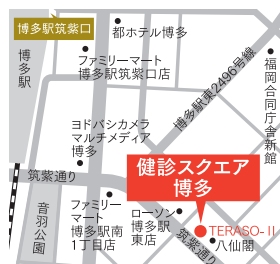 博多駅筑紫口
都ホテル博多
博多駅
ファミリーマート
博多駅筑紫口店
博多駅東2496号線
福岡合同庁舎新館
ヨドバシカメラ
マルチメディア
博多
健診スクエア
博多
筑紫通り
音羽公園
ファミリー
マート
博多駅南
1丁目店
ローソン
博多駅
東店
筑紫通り
TERASO-Ⅱ
八仙閣